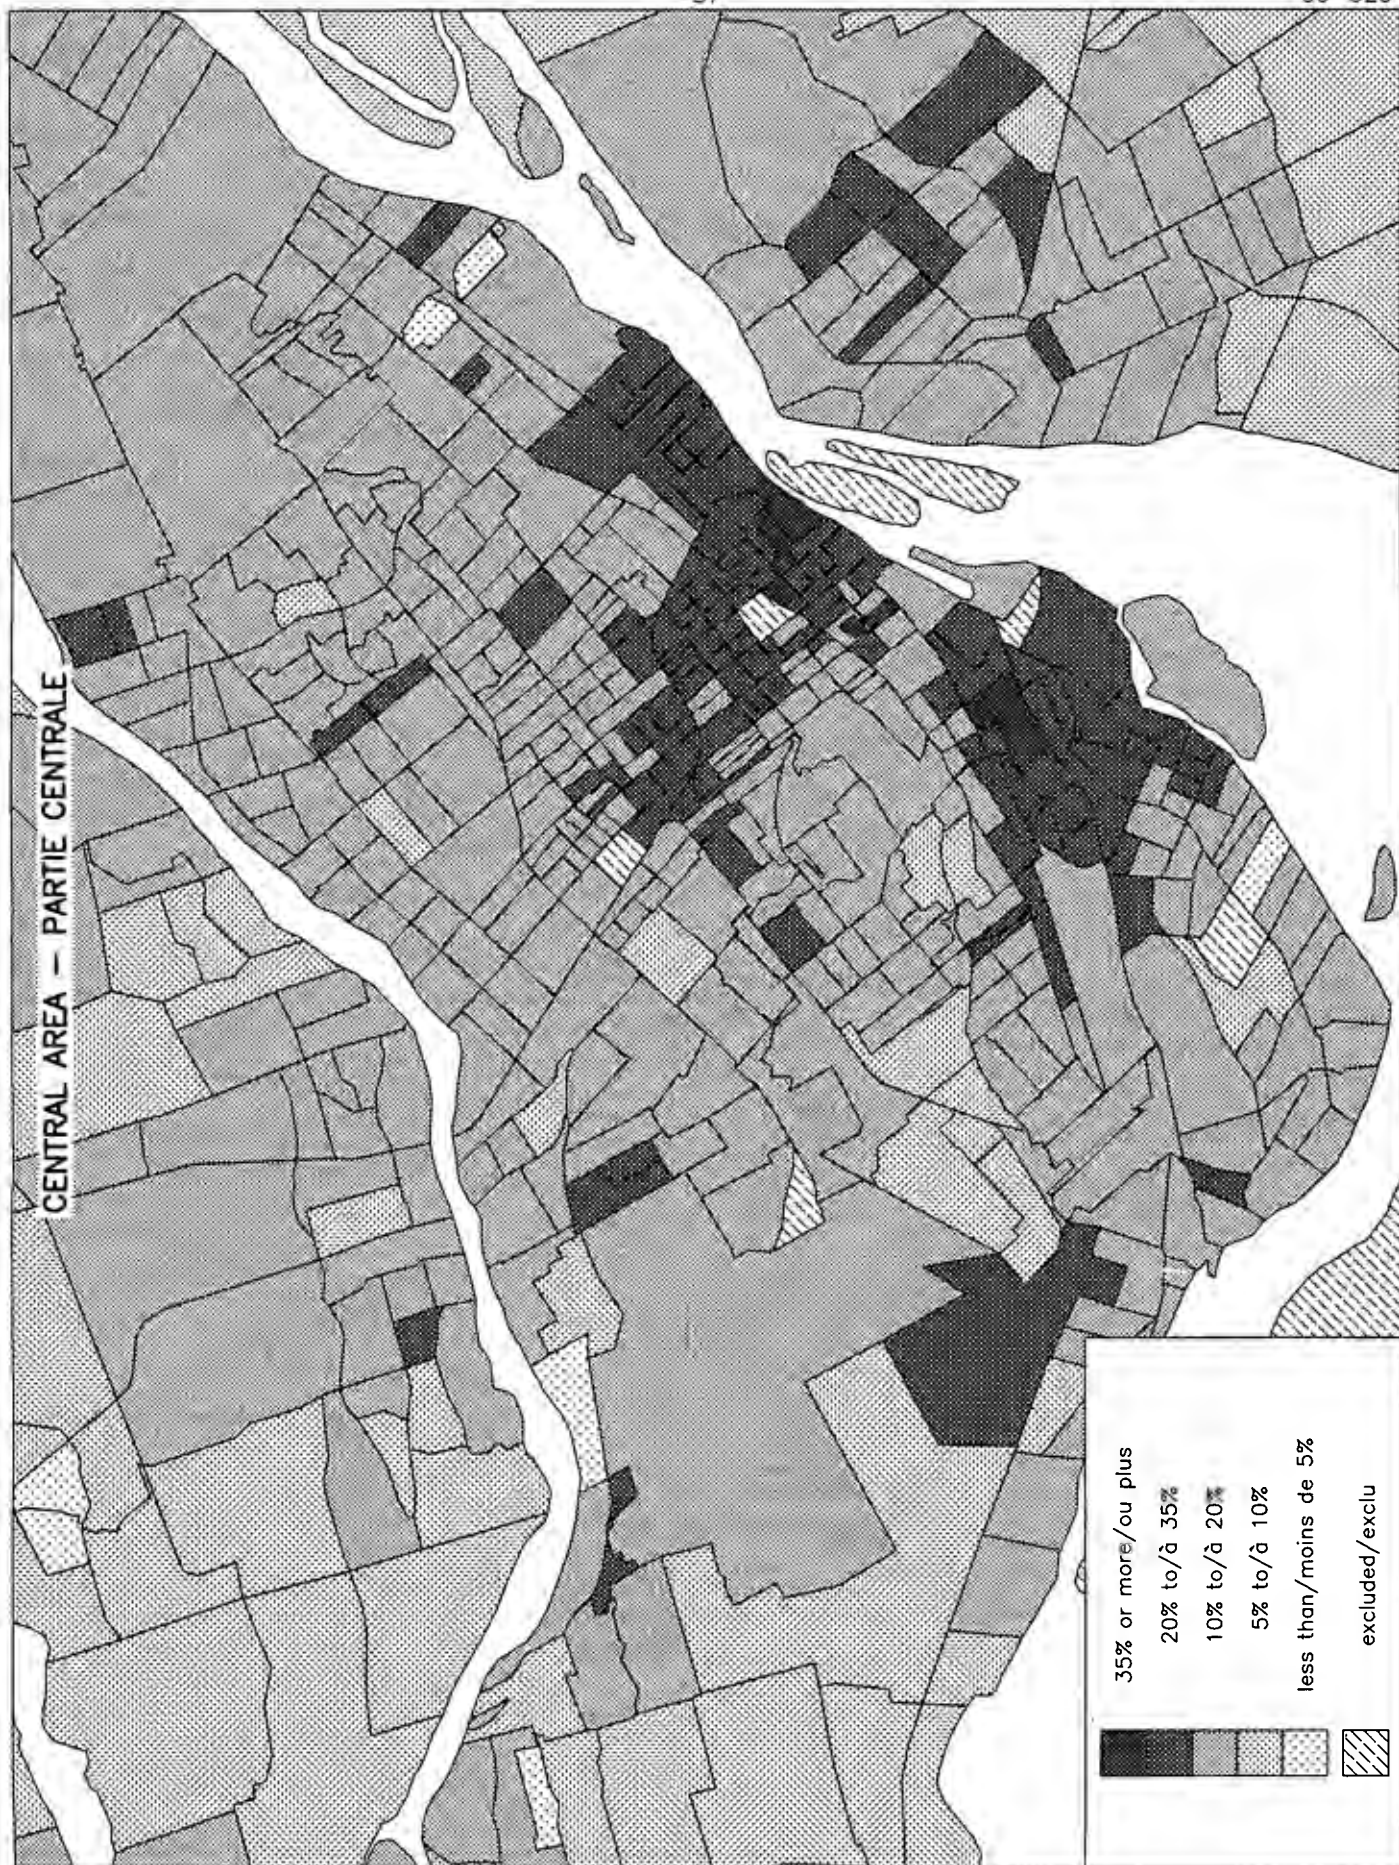 CENTRAL AREA – PARTIE CENTRALE
35% or more/ou plus
20% to/à 35%
10% to/à 20%
5% to/à 10%
less than/moins de 5%
excluded/exclu